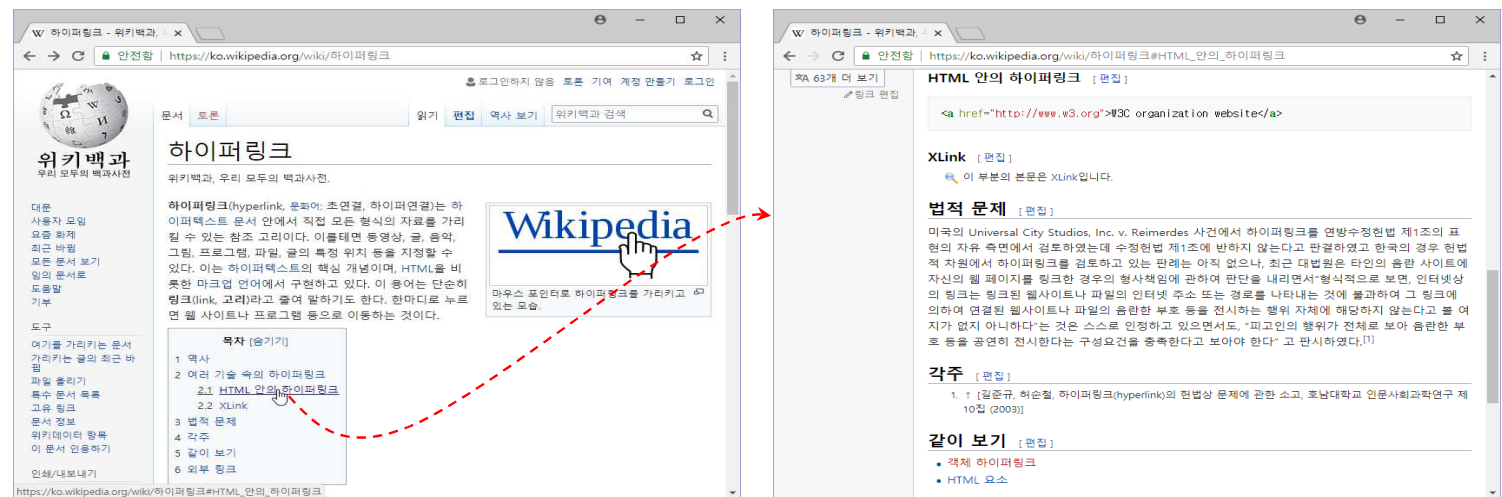 하이퍼링크 - 위키백과, -
안전함 | https://ko.wikipedia.org/wiki/하이퍼링크
로그인하지 않음 토론 기여 계정 만들기 로그인
문서 토론 읽기 편집 역사 보기 위키백과 검색
위키백과
우리 모두의 백과사전
대문
사용자 모임
요즘 화제
최근 바뀜
모든 문서 보기
임의 문서로
도움말
기부
도구
여기를 가리키는 문서
가리키는 글의 최근 바
뀜
파일 올리기
특수 문서 목록
고유 링크
문서 정보
위키데이터 항목
이 문서 인용하기
인쇄/내보내기
하이퍼링크
위키백과, 우리 모두의 백과사전.
하이퍼링크(hyperlink, 문화어: 초연결, 하이퍼연결)는 하
이퍼텍스트 문서 안에서 직접 모든 형식의 자료를 가리
킬 수 있는 참조 고리이다. 이를테면 동영상, 글, 음악,
그림, 프로그램, 파일, 글의 특정 위치 등을 지정할 수
있다. 이는 하이퍼텍스트의 핵심 개념이며, HTML을 비
롯한 마크업 언어에서 구현하고 있다. 이 용어는 단순히
링크(link, 고리)라고 줄여 말하기도 한다. 한마디로 누르
면 웹 사이트나 프로그램 등으로 이동하는 것이다.
Wikipedia
마우스 포인터로 하이퍼링크를 가리키고
있는 모습.
목차 [숨기기]
1 역사
2 여러 기술 속의 하이퍼링크
2.1 HTML 안의 하이퍼링크
2.2 XLink
3 법적 문제
4 각주
5 같이 보기
6 외부 링크
https://ko.wikipedia.org/wiki/하이퍼링크#HTML_안의_하이퍼링크
하이퍼링크 - 위키백과, -
안전함 | https://ko.wikipedia.org/wiki/하이퍼링크#HTML_안의_하이퍼링크
63개 더 보기
링크 편집
HTML 안의 하이퍼링크 [편집]
<a href="http://www.w3.org">W3C organization website</a>
XLink [편집]
이 부분의 본문은 XLink입니다.
법적 문제 [편집]
미국의 Universal City Studios, Inc. v. Reimerdes 사건에서 하이퍼링크를 연방수정헌법 제1조의 표
현의 자유 측면에서 검토하였는데 수정헌법 제1조에 반하지 않는다고 판결하였고 한국의 경우 헌법
적 차원에서 하이퍼링크를 검토하고 있는 판례는 아직 없으나, 최근 대법원은 타인의 음란 사이트에
자신의 웹 페이지를 링크한 경우의 형사책임에 관하여 판단을 내리면서"형식적으로 보면, 인터넷상
의 링크는 링크된 웹사이트나 파일의 인터넷 주소 또는 경로를 나타내는 것에 불과하여 그 링크에
의하여 연결된 웹사이트나 파일의 음란한 부호 등을 전시하는 행위 자체에 해당하지 않는다고 볼 여
지가 없지 아니하다"는 것은 스스로 인정하고 있으면서도, "피고인의 행위가 전체로 보아 음란한 부
호 등을 공연히 전시한다는 구성요건을 충족한다고 보아야 한다" 고 판시하였다.[1]
각주 [편집]
1. ↑ [길준규, 허순철, 하이퍼링크(hyperlink)의 헌법상 문제에 관한 소고, 호남대학교 인문사회과학연구 제
10집 (2003)]
같이 보기 [편집]
객체 하이퍼링크
HTML 요소